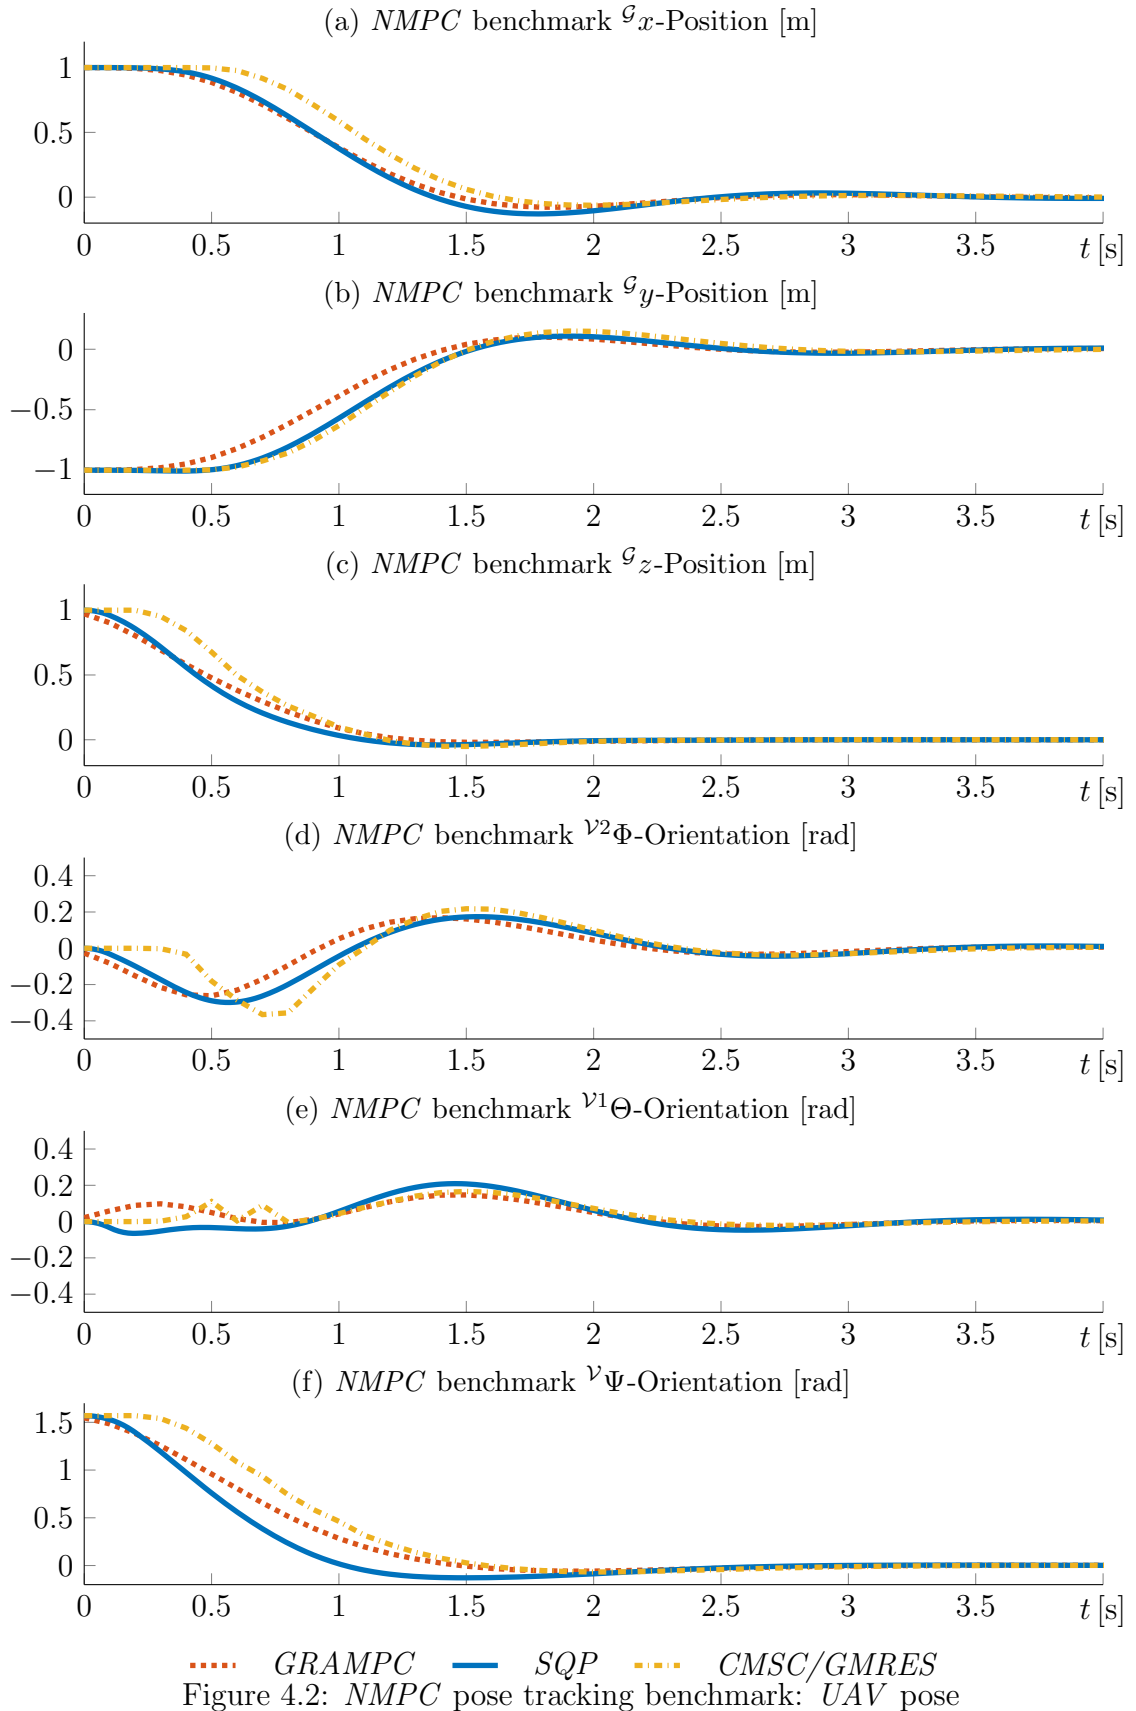 (a) NMPC benchmark ᴳx-Position [m]
1
0.5
0
0 0.5 1 1.5 2 2.5 3 3.5 t [s]
(b) NMPC benchmark ᴳy-Position [m]
0
−0.5
−1
0 0.5 1 1.5 2 2.5 3 3.5 t [s]
(c) NMPC benchmark ᴳz-Position [m]
1
0.5
0
0 0.5 1 1.5 2 2.5 3 3.5 t [s]
(d) NMPC benchmark ⱽ²Φ-Orientation [rad]
0.4
0.2
0
−0.2
−0.4
0 0.5 1 1.5 2 2.5 3 3.5 t [s]
(e) NMPC benchmark ⱽ¹Θ-Orientation [rad]
0.4
0.2
0
−0.2
−0.4
0 0.5 1 1.5 2 2.5 3 3.5 t [s]
(f) NMPC benchmark ⱽΨ-Orientation [rad]
1.5
1
0.5
0
0 0.5 1 1.5 2 2.5 3 3.5 t [s]
GRAMPC SQP CMSC/GMRES
Figure 4.2: NMPC pose tracking benchmark: UAV pose